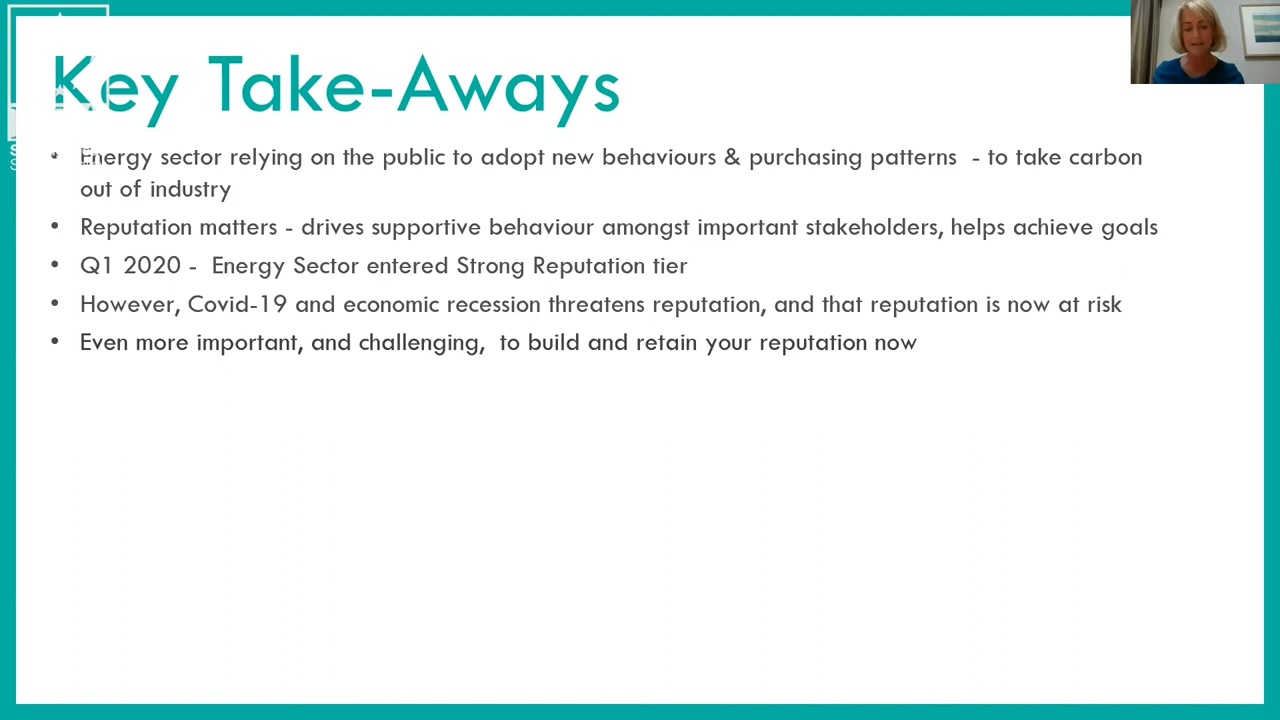 Key Take-Aways
• Energy sector relying on the public to adopt new behaviours & purchasing patterns  - to take carbon
out of industry
• Reputation matters - drives supportive behaviour amongst important stakeholders, helps achieve goals
• Q1 2020 -  Energy Sector entered Strong Reputation tier
• However, Covid-19 and economic recession threatens reputation, and that reputation is now at risk
• Even more important, and challenging,  to build and retain your reputation now